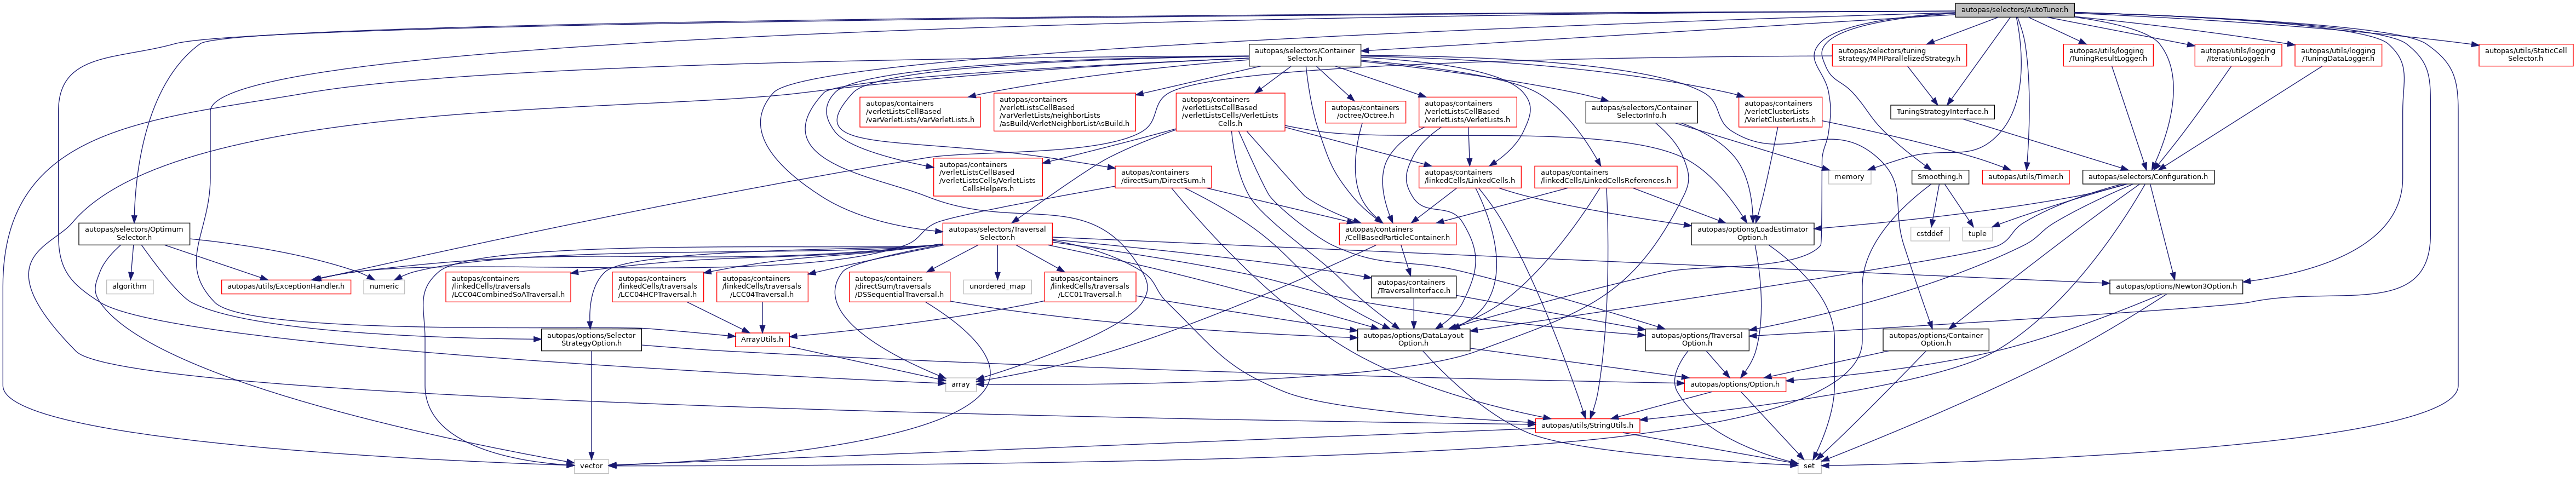 autopas/selectors/AutoTuner.h
autopas/selectors/Container
Selector.h
autopas/selectors/tuning
Strategy/MPIParallelizedStrategy.h
autopas/utils/logging
/TuningResultLogger.h
autopas/utils/logging
/IterationLogger.h
autopas/utils/logging
/TuningDataLogger.h
autopas/utils/StaticCell
Selector.h
autopas/containers
/verletListsCellBased
/varVerletLists/VarVerletLists.h
autopas/containers
/verletListsCellBased
/varVerletLists/neighborLists
/asBuild/VerletNeighborListAsBuild.h
autopas/containers
/verletListsCellBased
/verletListsCells/VerletLists
Cells.h
autopas/containers
/octree/Octree.h
autopas/containers
/verletListsCellBased
/verletLists/VerletLists.h
autopas/selectors/Container
SelectorInfo.h
autopas/containers
/verletClusterLists
/VerletClusterLists.h
TuningStrategyInterface.h
autopas/containers
/verletListsCellBased
/verletListsCells/VerletLists
CellsHelpers.h
autopas/containers
/directSum/DirectSum.h
autopas/containers
/linkedCells/LinkedCells.h
autopas/containers
/linkedCells/LinkedCellsReferences.h
memory
Smoothing.h
autopas/utils/Timer.h
autopas/selectors/Configuration.h
autopas/selectors/Optimum
Selector.h
autopas/selectors/Traversal
Selector.h
autopas/containers
/CellBasedParticleContainer.h
autopas/options/LoadEstimator
Option.h
cstddef
tuple
algorithm
autopas/utils/ExceptionHandler.h
numeric
autopas/containers
/linkedCells/traversals
/LCC04CombinedSoATraversal.h
autopas/containers
/linkedCells/traversals
/LCC04HCPTraversal.h
autopas/containers
/linkedCells/traversals
/LCC04Traversal.h
autopas/containers
/directSum/traversals
/DSSequentialTraversal.h
unordered_map
autopas/containers
/linkedCells/traversals
/LCC01Traversal.h
autopas/containers
/TraversalInterface.h
autopas/options/Newton3Option.h
autopas/options/Selector
StrategyOption.h
ArrayUtils.h
autopas/options/DataLayout
Option.h
autopas/options/Traversal
Option.h
autopas/options/Container
Option.h
array
autopas/options/Option.h
autopas/utils/StringUtils.h
vector
set